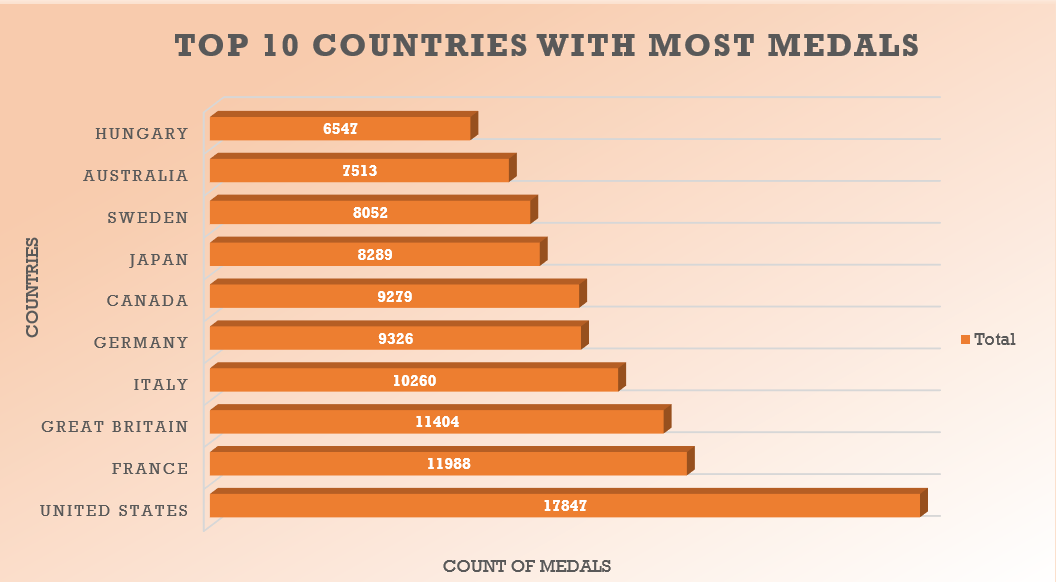 TOP 10 COUNTRIES WITH MOST MEDALS
COUNTRIES
HUNGARY 6547
AUSTRALIA 7513
SWEDEN 8052
JAPAN 8289
CANADA 9279
GERMANY 9326
ITALY 10260
GREAT BRITAIN 11404
FRANCE 11988
UNITED STATES 17847
Total
COUNT OF MEDALS